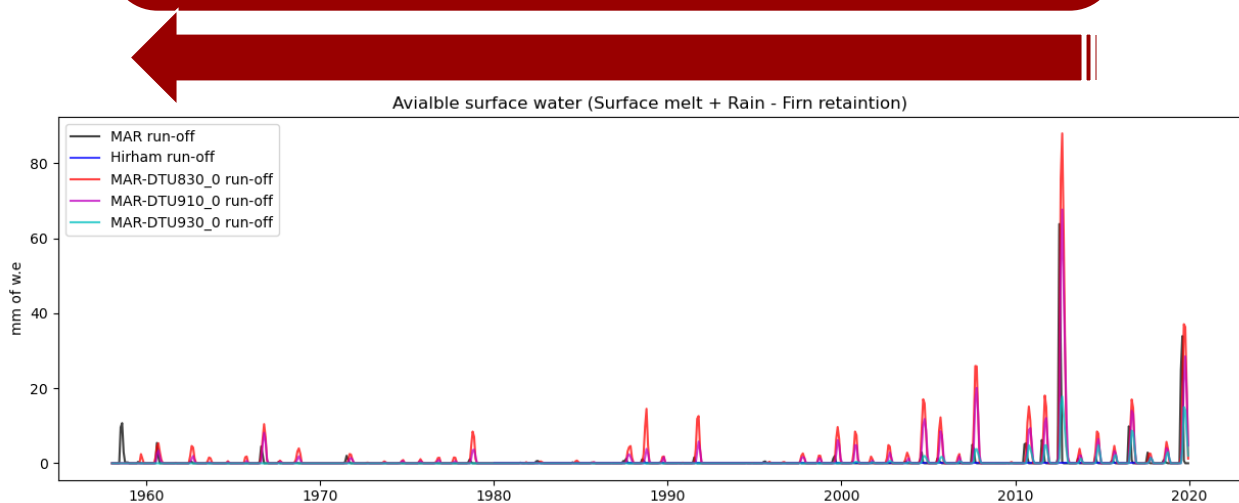 Avialble surface water (Surface melt + Rain - Firn retaintion)
MAR run-off
Hirham run-off
MAR-DTU830_0 run-off
MAR-DTU910_0 run-off
MAR-DTU930_0 run-off
mm of w.e
80
60
40
20
0
1960 1970 1980 1990 2000 2010 2020